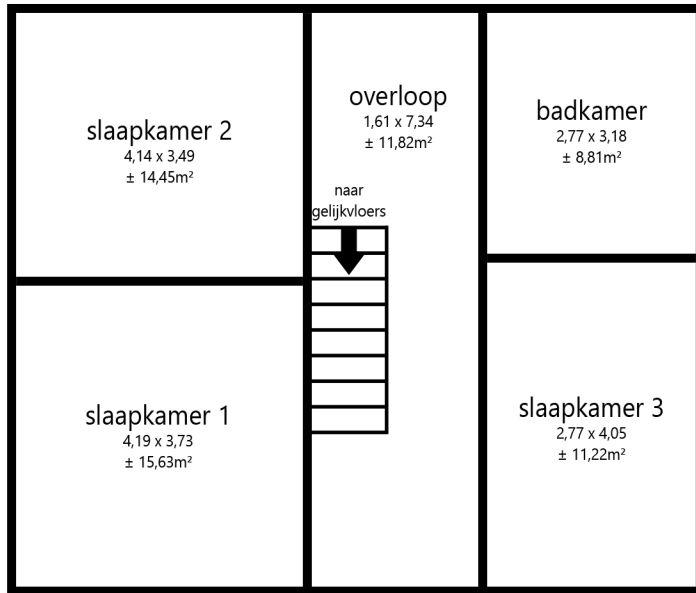 slaapkamer 2
4,14 x 3,49
± 14,45m²
overloop
1,61 x 7,34
± 11,82m²
badkamer
2,77 x 3,18
± 8,81m²
naar
gelijkvloers
slaapkamer 1
4,19 x 3,73
± 15,63m²
slaapkamer 3
2,77 x 4,05
± 11,22m²